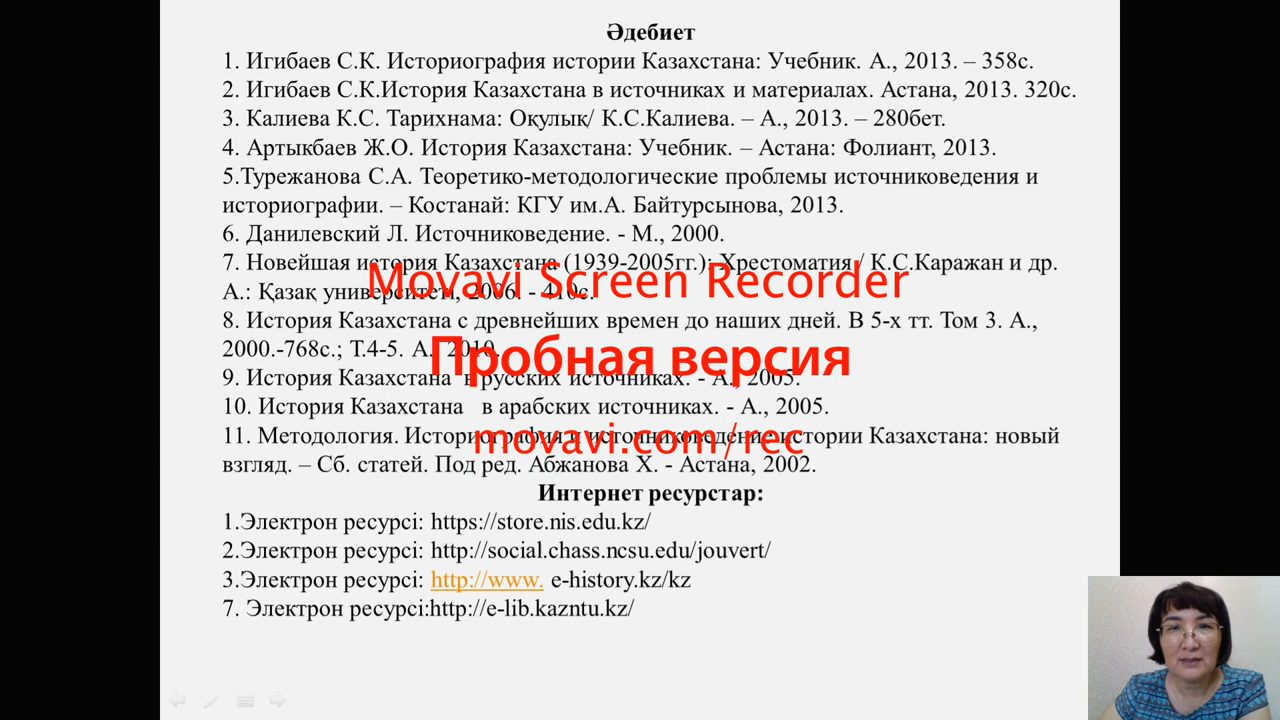 Әдебиет
1. Игибаев С.К. Историография истории Казахстана: Учебник. А., 2013. – 358с.
2. Игибаев С.К.История Казахстана в источниках и материалах. Астана, 2013. 320с.
3. Калиева К.С. Тарихнама: Оқулық/ К.С.Калиева. – А., 2013. – 280бет.
4. Артыкбаев Ж.О. История Казахстана: Учебник. – Астана: Фолиант, 2013.
5.Турежанова С.А. Теоретико-методологические проблемы источниковедения и
историографии. – Костанай: КГУ им.А. Байтурсынова, 2013.
6. Данилевский Л. Источниковедение. - М., 2000.
7. Новейшая история Казахстана (1939-2005гг.): Хрестоматия / К.С.Каражан и др.
Movavi Screen Recorder
А.: Қазақ университеті, 2006. - 410с.
8. История Казахстана с древнейших времен до наших дней. В 5-х тт. Том 3. А.,
2000.-768с.; Т.4-5. А., 2010.
Пробная версия
9. История Казахстана в русских источниках. - А., 2005.
10. История Казахстана в арабских источниках. - А., 2005.
11. Методология. Историография и источниковедение истории Казахстана: новый
movavi.com/rec
взгляд. – Сб. статей. Под ред. Абжанова Х. - Астана, 2002.
Интернет ресурстар:
1.Электрон ресурсі: https://store.nis.edu.kz/
2.Электрон ресурсі: http://social.chass.ncsu.edu/jouvert/
3.Электрон ресурсі: http://www. e-history.kz/kz
7. Электрон ресурсі:http://e-lib.kazntu.kz/